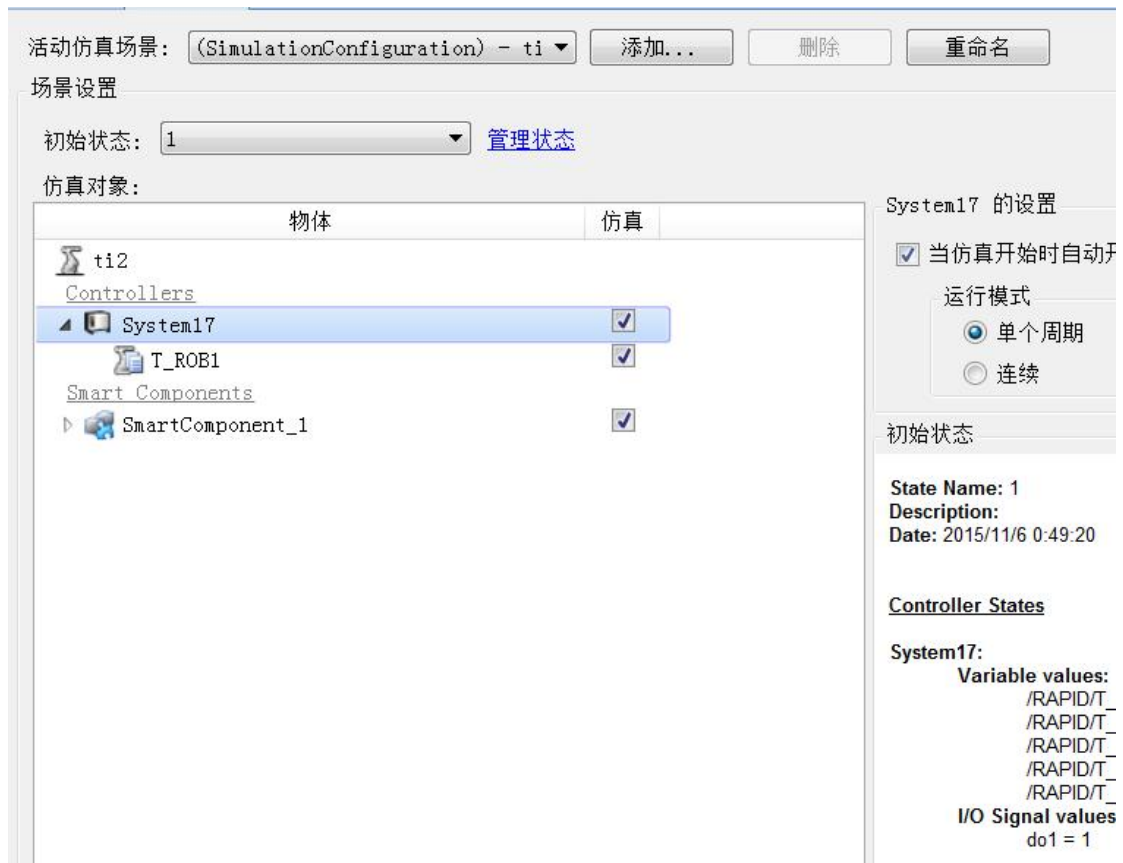 活动仿真场景: (SimulationConfiguration) - ti 添加... 删除 重命名
场景设置
初始状态: 1 管理状态
仿真对象:
物体 仿真
ti2
Controllers
System17
T_ROB1
Smart Components
SmartComponent_1
System17 的设置
当仿真开始时自动开
运行模式
单个周期
连续
初始状态
State Name: 1
Description:
Date: 2015/11/6 0:49:20
Controller States
System17:
Variable values:
/RAPID/T_
/RAPID/T_
/RAPID/T_
/RAPID/T_
/RAPID/T_
I/O Signal values
do1 = 1